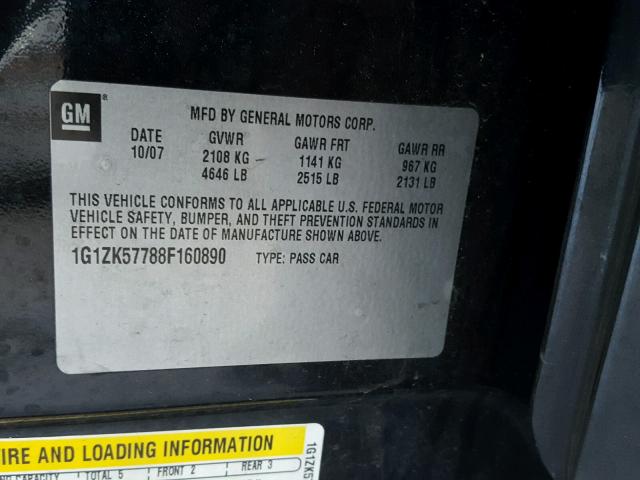 GM ®
MFD BY GENERAL MOTORS CORP.
DATE GVWR GAWR FRT GAWR RR
10/07 2108 KG 1141 KG 967 KG
4646 LB 2515 LB 2131 LB
THIS VEHICLE CONFORMS TO ALL APPLICABLE U.S. FEDERAL MOTOR
VEHICLE SAFETY, BUMPER, AND THEFT PREVENTION STANDARDS IN
EFFECT ON THE DATE OF MANUFACTURE SHOWN ABOVE.
1G1ZK57788F160890 TYPE: PASS CAR
IRE AND LOADING INFORMATION
CAPACITY TOTAL 5 FRONT 2 REAR 3
1G1ZK5